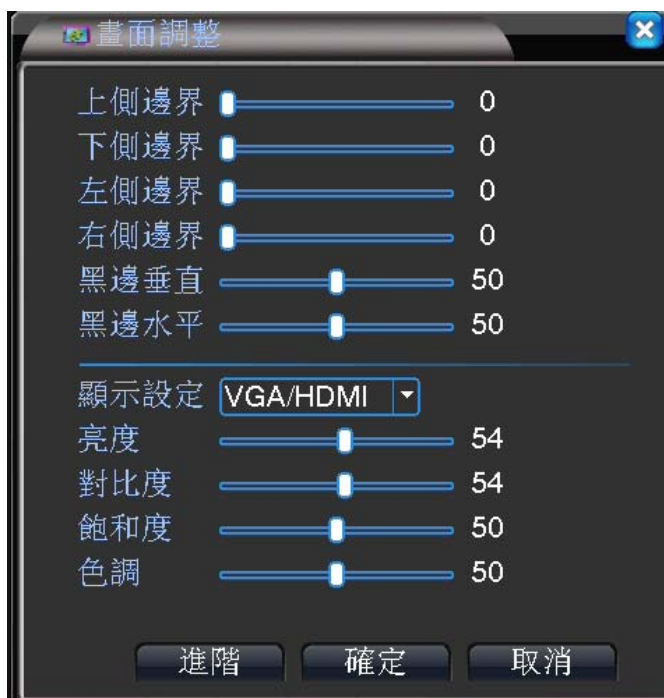 畫面調整
上側邊界 0
下側邊界 0
左側邊界 0
右側邊界 0
黑邊垂直 50
黑邊水平 50
顯示設定 VGA/HDMI
亮度 54
對比度 54
飽和度 50
色調 50
進階 確定 取消